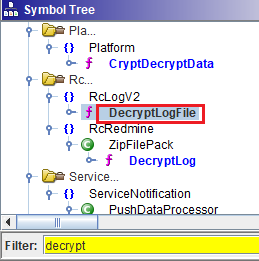 Symbol Tree
Pla...
{} Platform
f CryptDecryptData
Rc...
{} RcLogV2
f DecryptLogFile
{} RcRedmine
C ZipFilePack
f DecryptLog
Service...
{} ServiceNotification
PushDataProcessor
Filter: decrypt